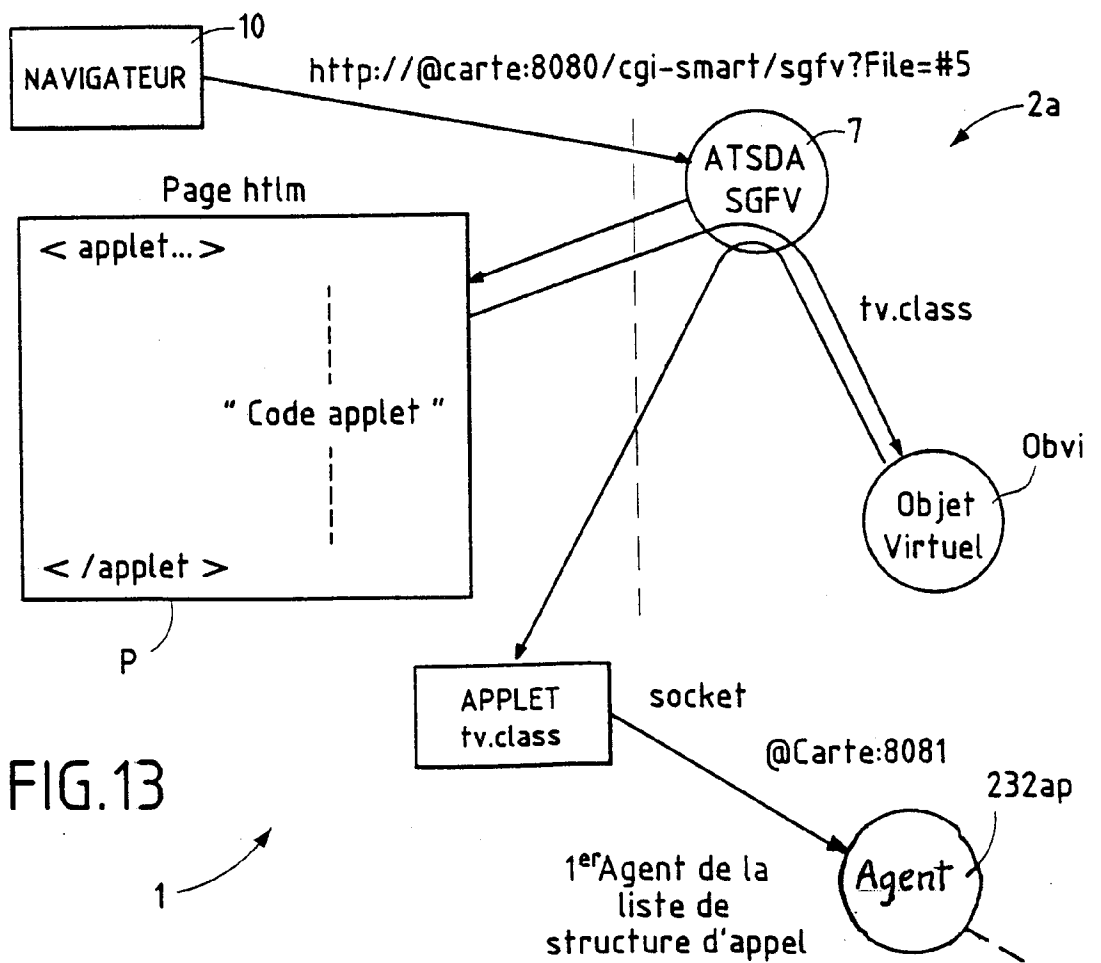 10
NAVIGATEUR
http://@carte:8080/cgi-smart/sgfv?File=#5
2a
7
ATSDA
SGFV
Page htlm
< applet... >
tv.class
" Code applet "
Obvi
Objet
Virtuel
< /applet >
P
APPLET
tv.class
socket
@Carte:8081
FIG.13
232ap
1
1er Agent de la
liste de
structure d'appel
Agent